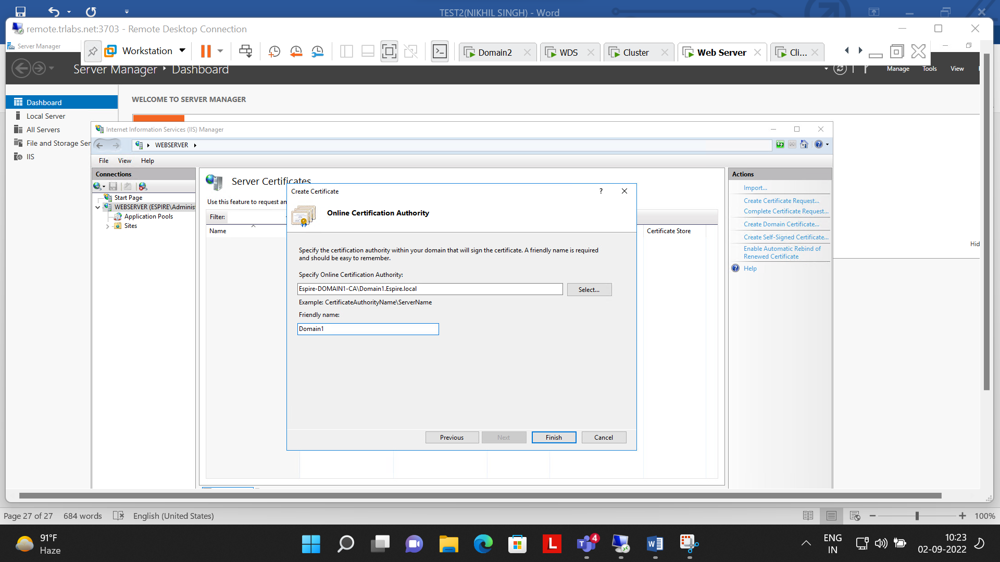 TEST2(NIKHIL SINGH) - Word
remote.trlabs.net:3703 - Remote Desktop Connection
Server Manager
Workstation
Domain2
WDS
Cluster
Web Server
Cli...
Server Manager
Dashboard
Manage
Tools
View
Dashboard
Local Server
All Servers
File and Storage Ser
IIS
WELCOME TO SERVER MANAGER
Internet Information Services (IIS) Manager
WEBSERVER
File
View
Help
Connections
Start Page
WEBSERVER (ESPIRE\Adminis
Application Pools
Sites
Server Certificates
Use this feature to request an
Filter:
Name
Certificate Store
Create Certificate
?
Online Certification Authority
Specify the certification authority within your domain that will sign the certificate. A friendly name is required
and should be easy to remember.
Specify Online Certification Authority:
Espire-DOMAIN1-CA\Domain1.Espire.local
Select...
Example: CertificateAuthorityName\ServerName
Friendly name:
Domain1
Previous
Next
Finish
Cancel
Actions
Import...
Create Certificate Request...
Complete Certificate Request...
Create Domain Certificate...
Create Self-Signed Certificate...
Enable Automatic Rebind of
Renewed Certificate
Help
Hid
Page 27 of 27
684 words
English (United States)
100%
91°F
Haze
L
4
ENG
IN
10:23
02-09-2022